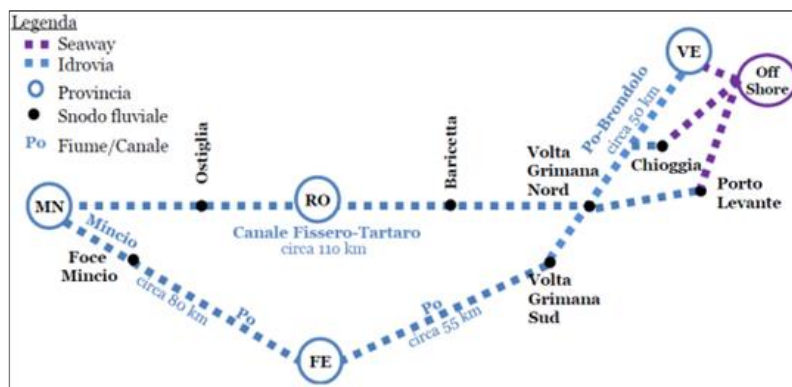 Legenda
Seaway
Idrovia
Provincia
Snodo fluviale
Po Fiume/Canale
VE
Off
Shore
Po-Brondolo
circa 50 km
Chioggia
Ostiglia
Baricetta
Volta
Grimana
Nord
MN
RO
Porto
Levante
Mincio
Canale Fissero-Tartaro
circa 110 km
Foce
Mincio
circa 80 km
Po
FE
Po
circa 55 km
Volta
Grimana
Sud